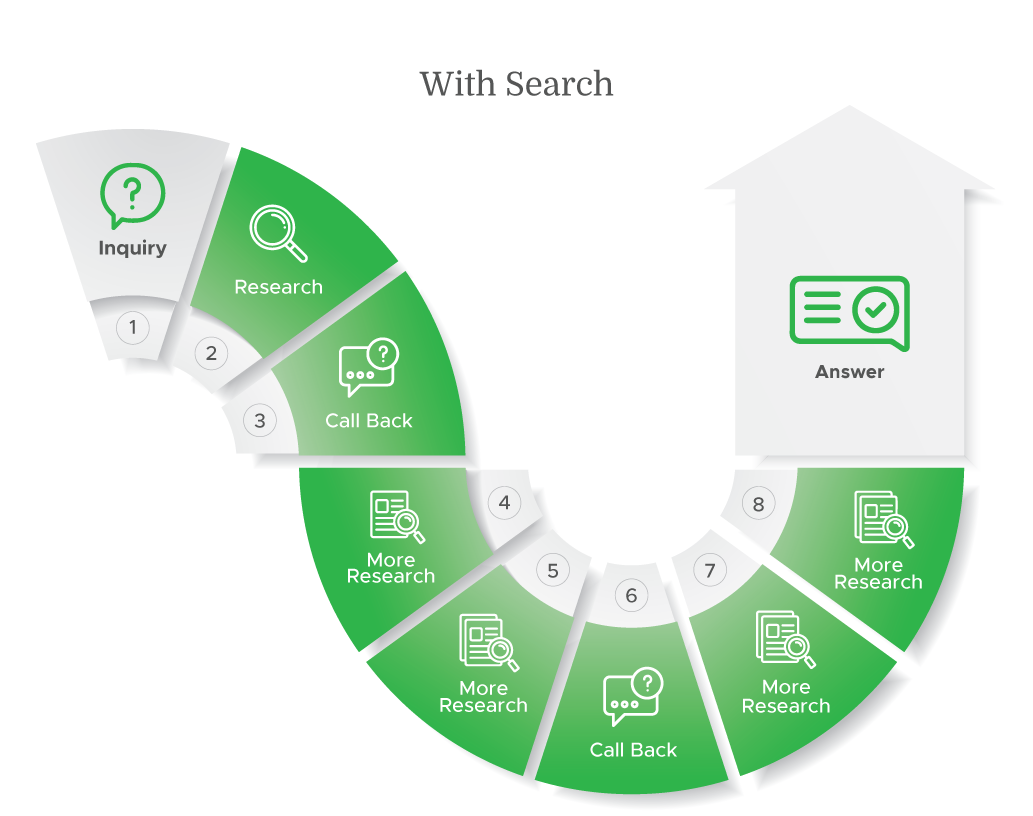 With Search
?
Inquiry
1
Research
2
?
Call Back
3
More
Research
4
More
Research
5
?
Call Back
6
More
Research
7
More
Research
8
Answer